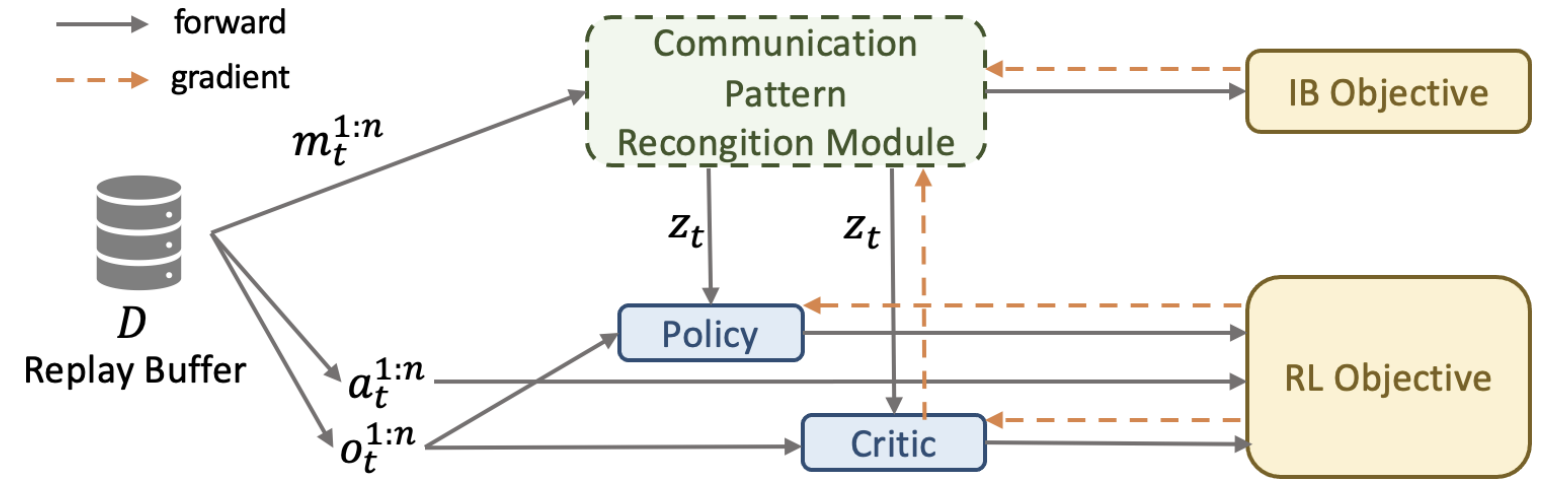 forward
gradient
Communication
Pattern
Recongition Module
IB Objective
$m_t^{1:n}$
$z_t$
$z_t$
D
Replay Buffer
Policy
$a_t^{1:n}$
RL Objective
$o_t^{1:n}$
Critic